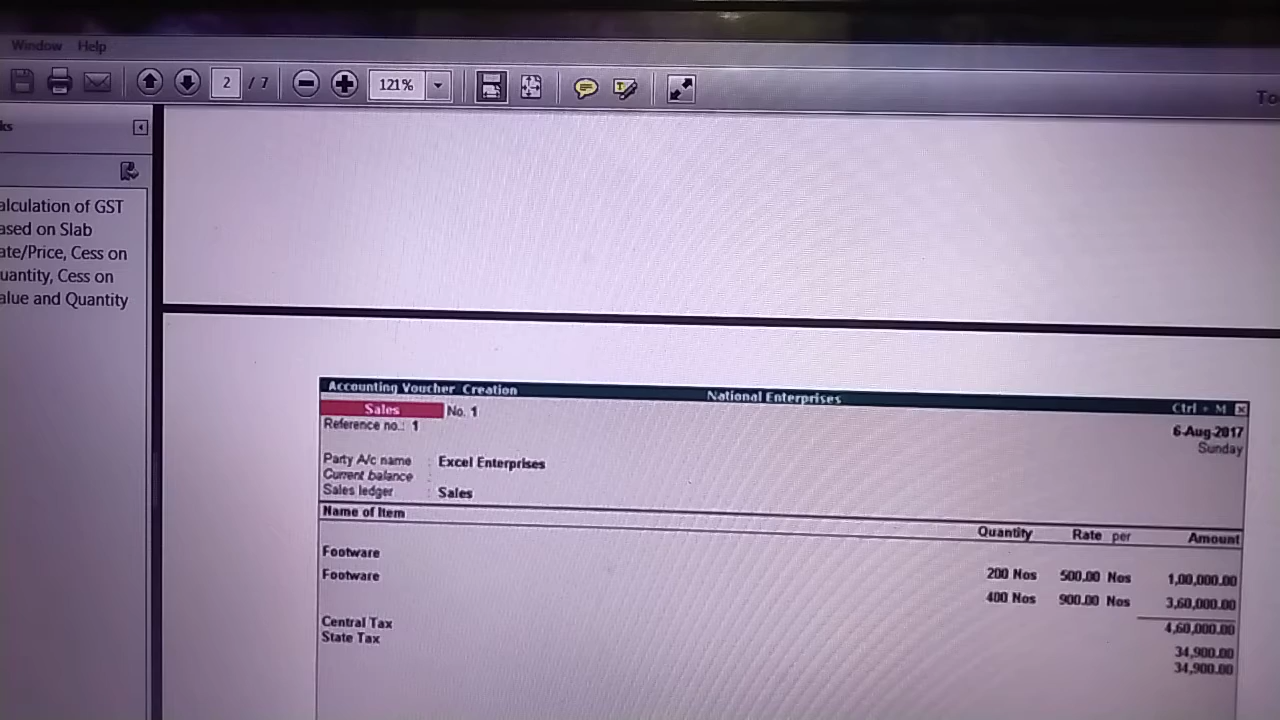 Window Help
2 / 7 121%
To
ks
alculation of GST
ased on Slab
ate/Price, Cess on
uantity, Cess on
alue and Quantity
Accounting Voucher Creation National Enterprises Ctrl + M
Sales No. 1
6-Aug-2017
Reference no.: 1
Sunday
Party A/c name : Excel Enterprises
Current balance :
Sales ledger : Sales
Name of Item Quantity Rate per Amount
Footware 200 Nos 500.00 Nos 1,00,000.00
Footware 400 Nos 900.00 Nos 3,60,000.00
4,60,000.00
Central Tax 34,900.00
State Tax 34,900.00